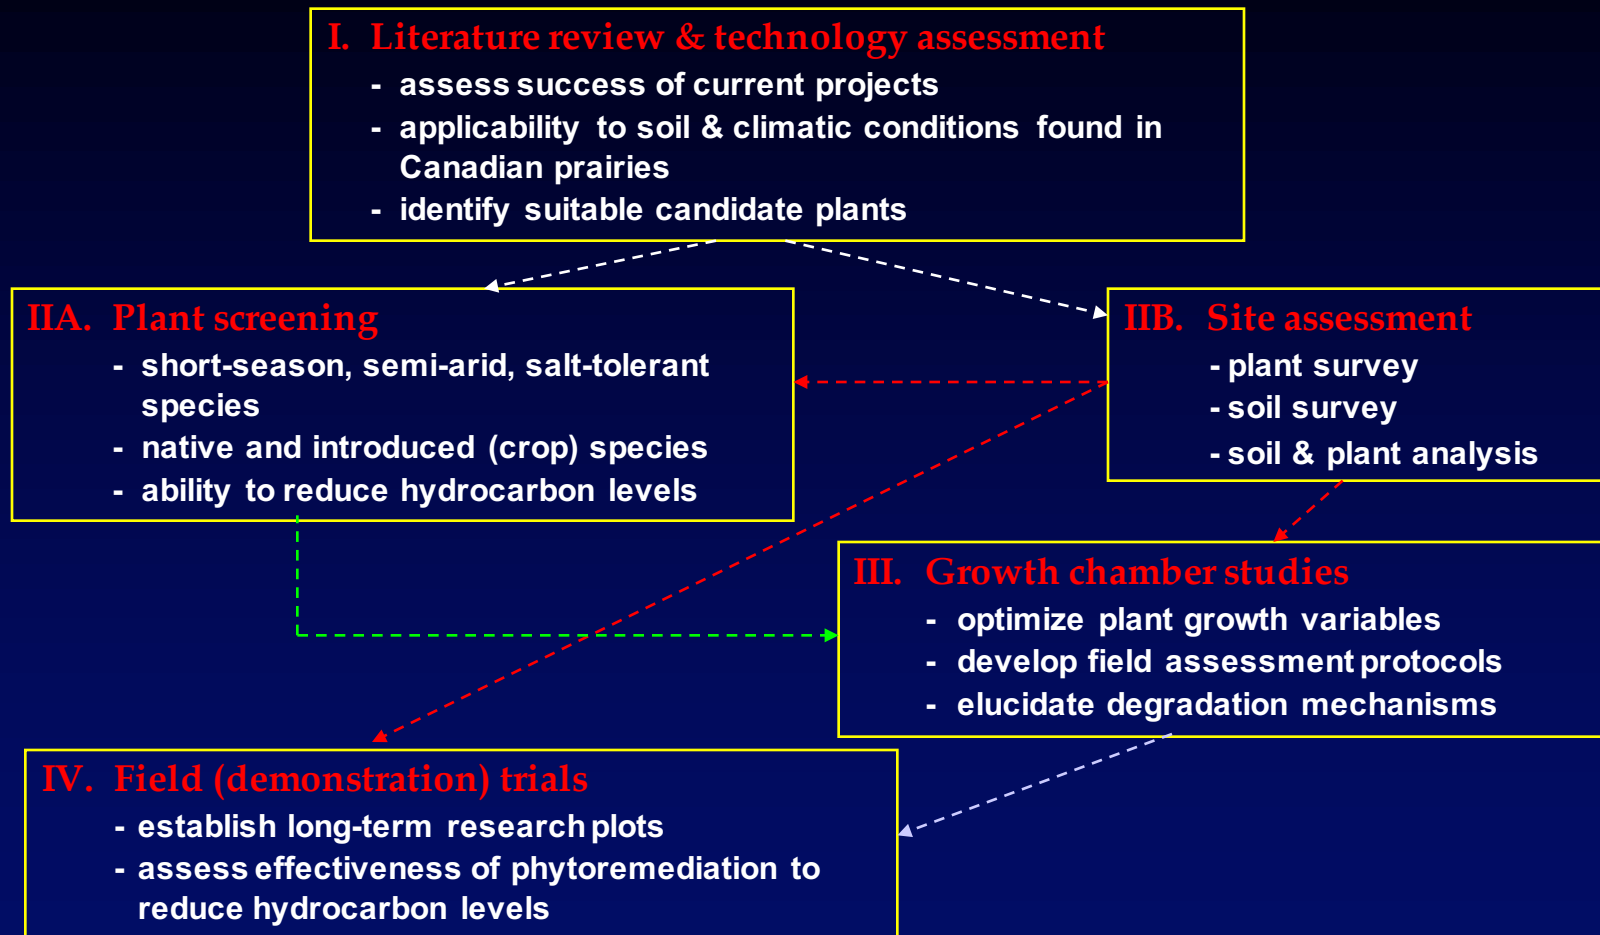 I. Literature review & technology assessment
- assess success of current projects
- applicability to soil & climatic conditions found in
Canadian prairies
- identify suitable candidate plants
IIA. Plant screening
- short-season, semi-arid, salt-tolerant
species
- native and introduced (crop) species
- ability to reduce hydrocarbon levels
IIB. Site assessment
- plant survey
- soil survey
- soil & plant analysis
III. Growth chamber studies
- optimize plant growth variables
- develop field assessment protocols
- elucidate degradation mechanisms
IV. Field (demonstration) trials
- establish long-term research plots
- assess effectiveness of phytoremediation to
reduce hydrocarbon levels